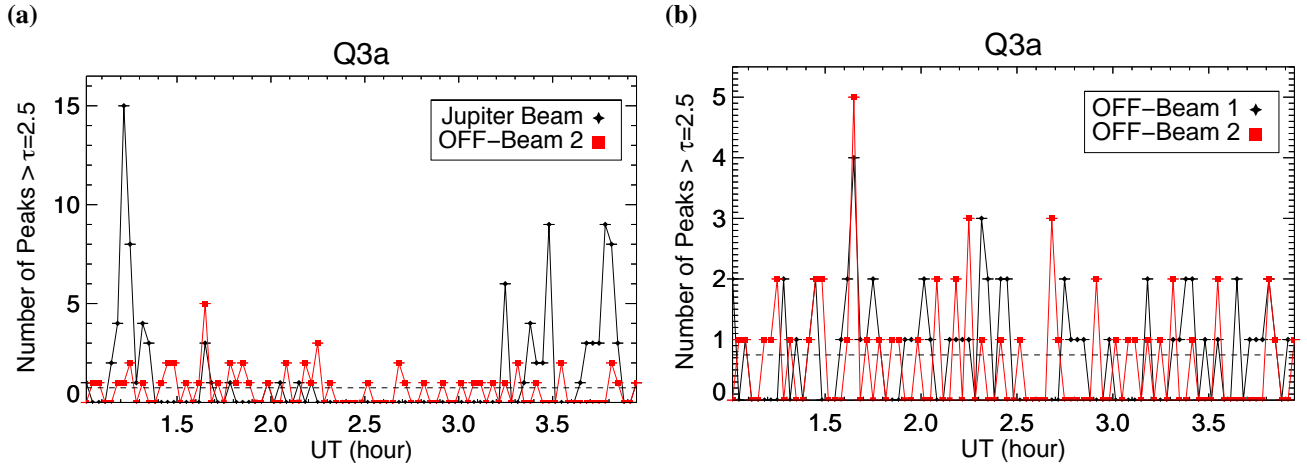 (a)
Q3a
Number of Peaks > τ=2.5
15
10
5
0
Jupiter Beam
OFF−Beam 2
1.5 2.0 2.5 3.0 3.5
UT (hour)
(b)
Q3a
Number of Peaks > τ=2.5
5
4
3
2
1
0
OFF−Beam 1
OFF−Beam 2
1.5 2.0 2.5 3.0 3.5
UT (hour)